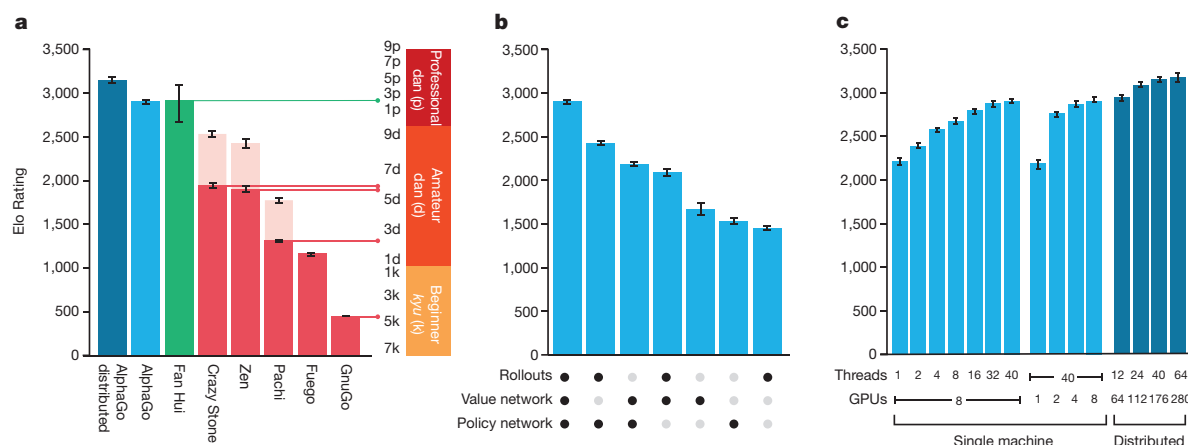 a
Elo Rating
3,500
3,000
2,500
2,000
1,500
1,000
500
0
AlphaGo distributed
AlphaGo
Fan Hui
Crazy Stone
Zen
Pachi
Fuego
GnuGo
9p
7p
5p
3p
1p
9d
7d
5d
3d
1d
1k
3k
5k
7k
Professional dan (p)
Amateur dan (d)
Beginner kyu (k)
b
3,500
3,000
2,500
2,000
1,500
1,000
500
0
Rollouts
Value network
Policy network
c
3,500
3,000
2,500
2,000
1,500
1,000
500
0
Threads 1 2 4 8 16 32 40 40 12 24 40 64
GPUs 8 1 2 4 8 64 112 176 280
Single machine Distributed